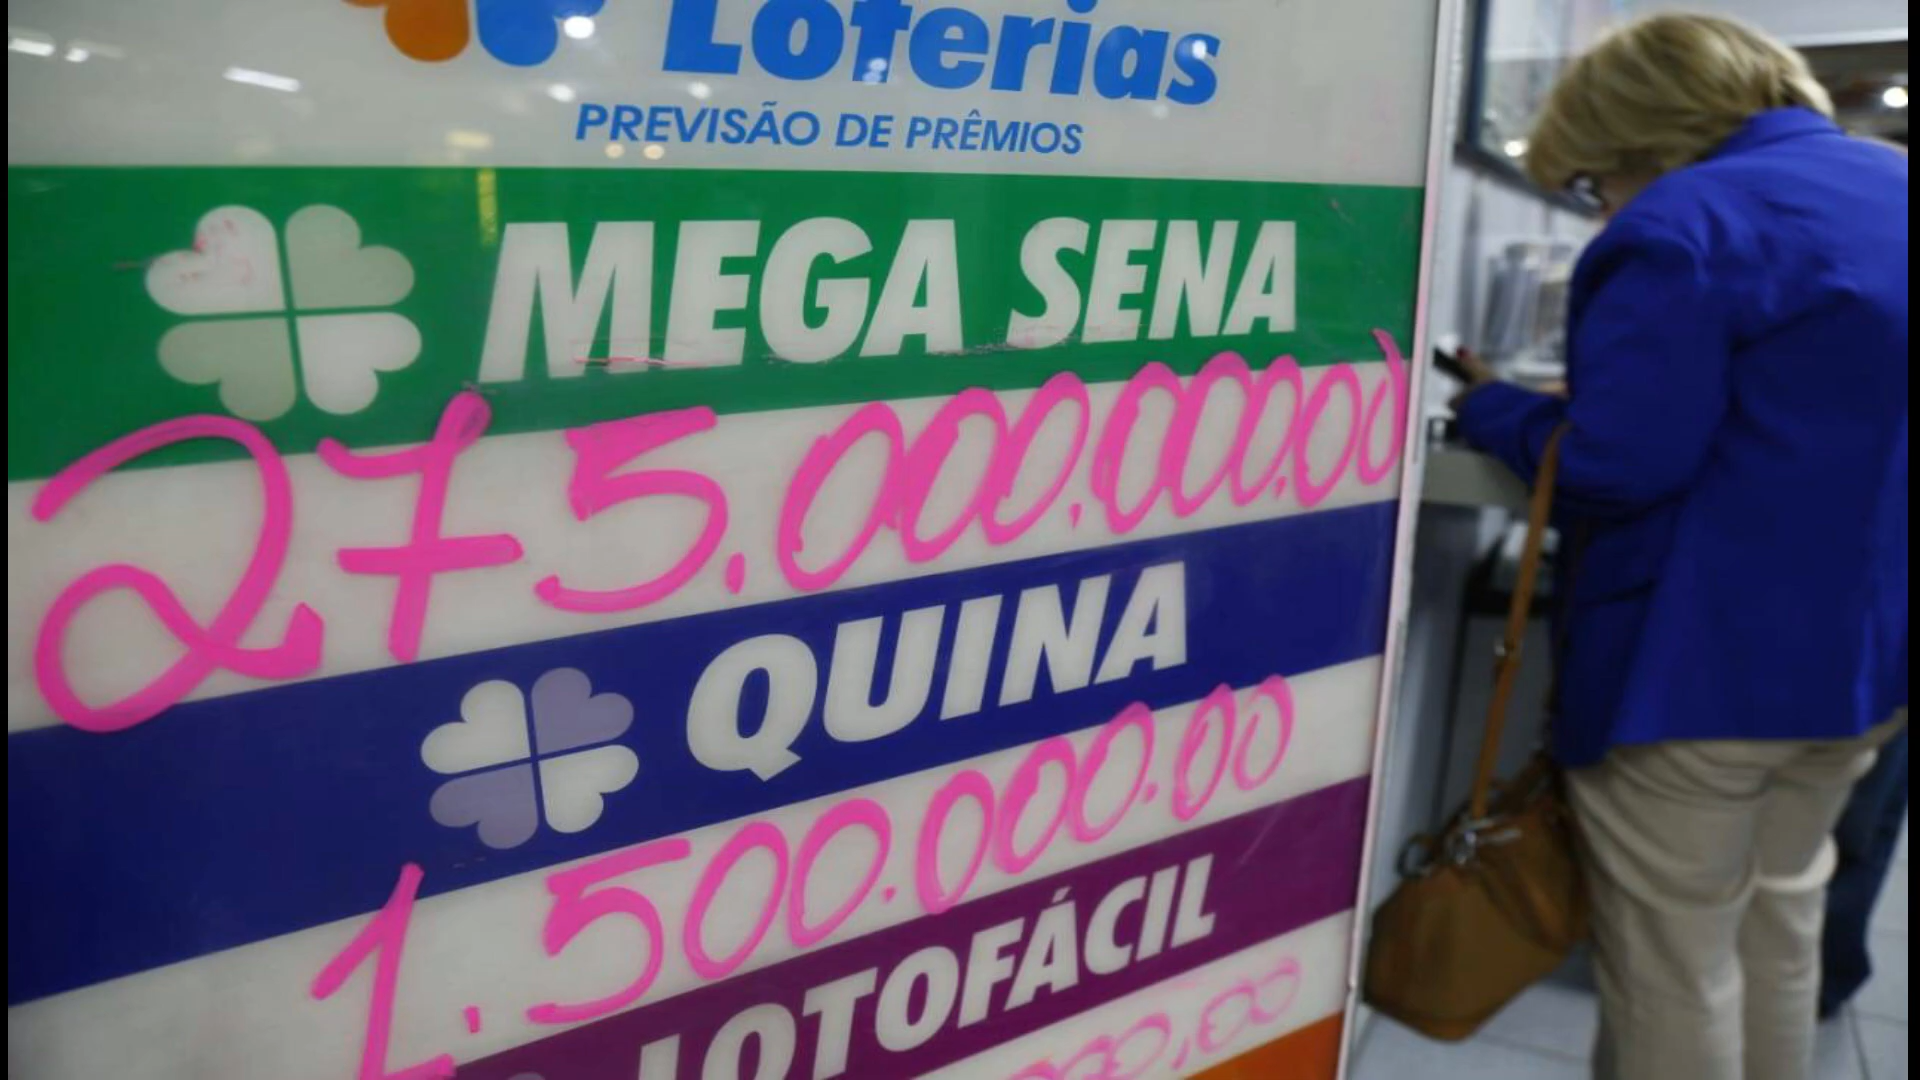 Loterias
PREVISÃO DE PRÊMIOS
MEGA SENA
275.000.000,00
QUINA
1.500.000.00
LOTOFÁCIL